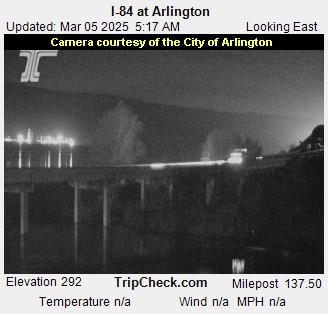 I-84 at Arlington
Updated: Mar 05 2025 5:17 AM Looking East
Camera courtesy of the City of Arlington
Elevation 292 TripCheck.com Milepost 137.50
Temperature n/a Wind n/a MPH n/a